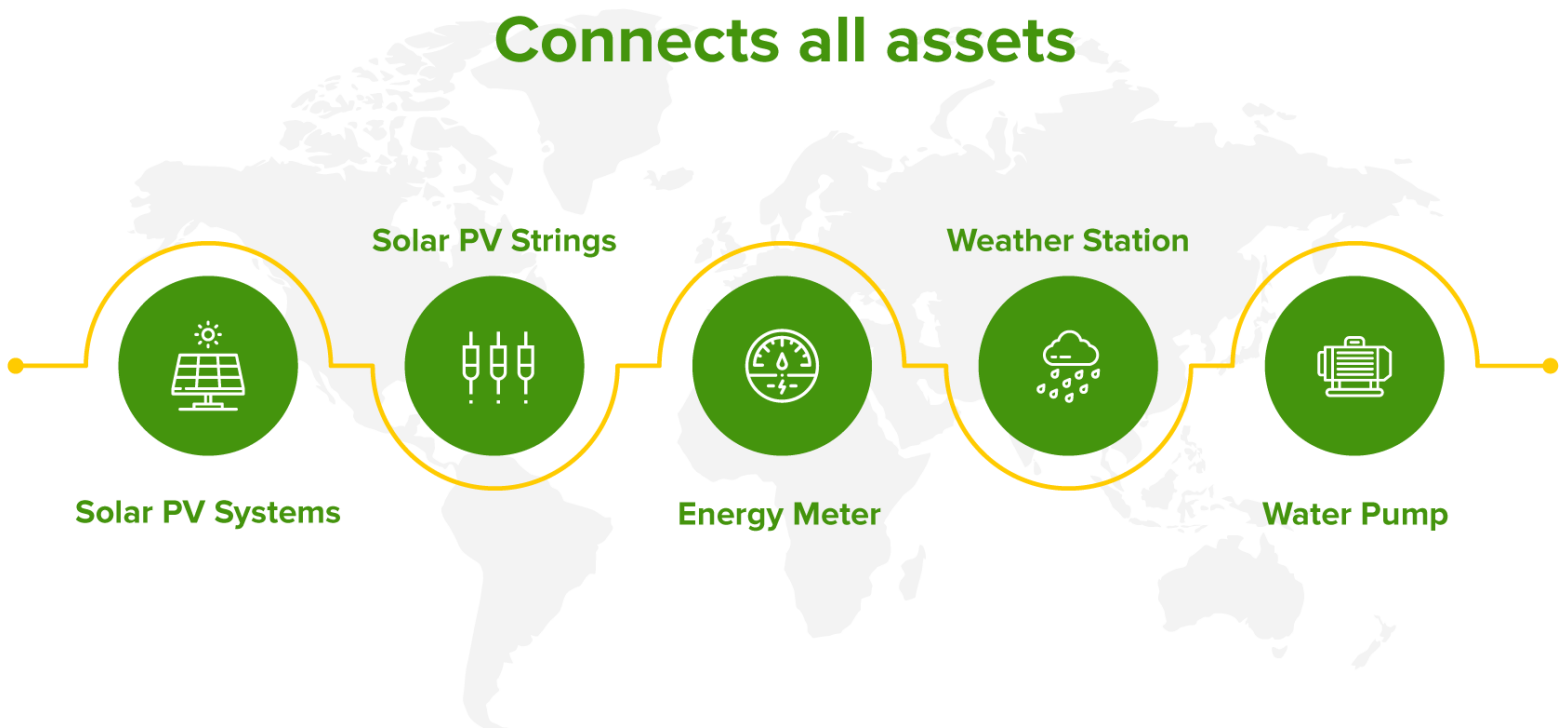 Connects all assets
Solar PV Systems
Solar PV Strings
Energy Meter
Weather Station
Water Pump